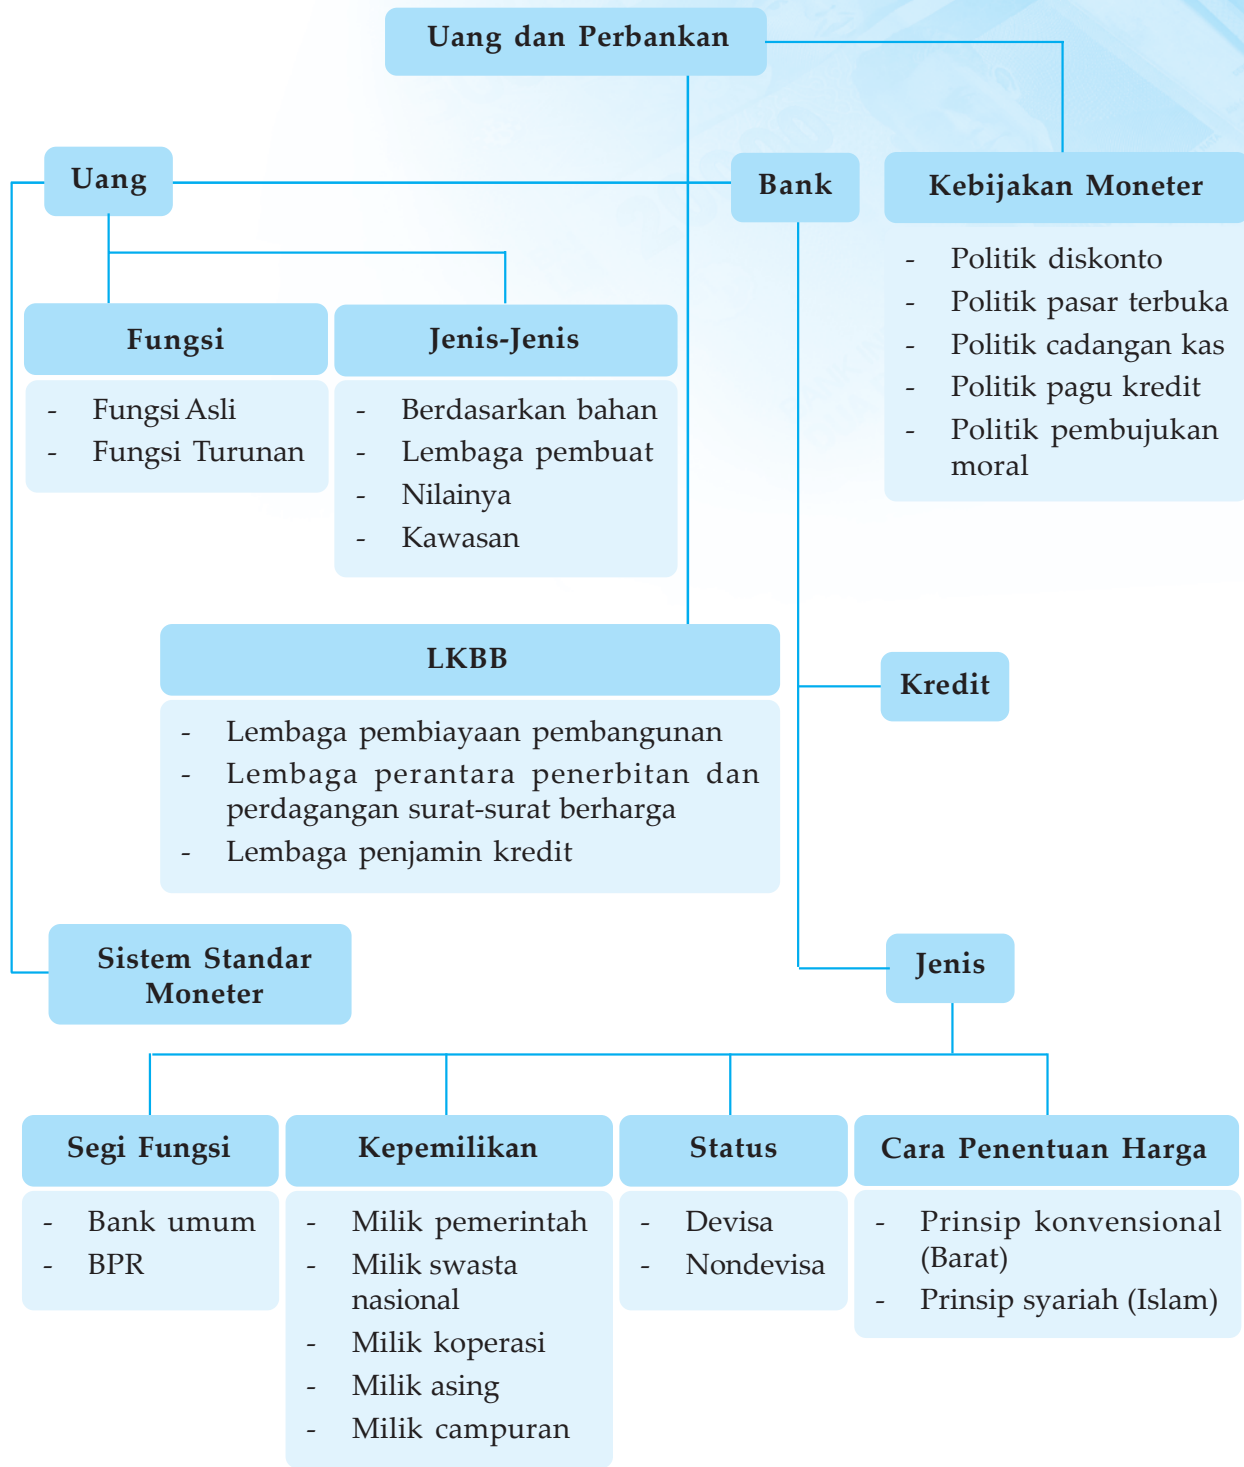 Uang dan Perbankan
Uang
Bank
Kebijakan Moneter
- Politik diskonto
- Politik pasar terbuka
- Politik cadangan kas
- Politik pagu kredit
- Politik pembujukan
moral
Fungsi
- Fungsi Asli
- Fungsi Turunan
Jenis-Jenis
- Berdasarkan bahan
- Lembaga pembuat
- Nilainya
- Kawasan
LKBB
- Lembaga pembiayaan pembangunan
- Lembaga perantara penerbitan dan
perdagangan surat-surat berharga
- Lembaga penjamin kredit
Kredit
Sistem Standar
Moneter
Jenis
Segi Fungsi
- Bank umum
- BPR
Kepemilikan
- Milik pemerintah
- Milik swasta
nasional
- Milik koperasi
- Milik asing
- Milik campuran
Status
- Devisa
- Nondevisa
Cara Penentuan Harga
- Prinsip konvensional
(Barat)
- Prinsip syariah (Islam)